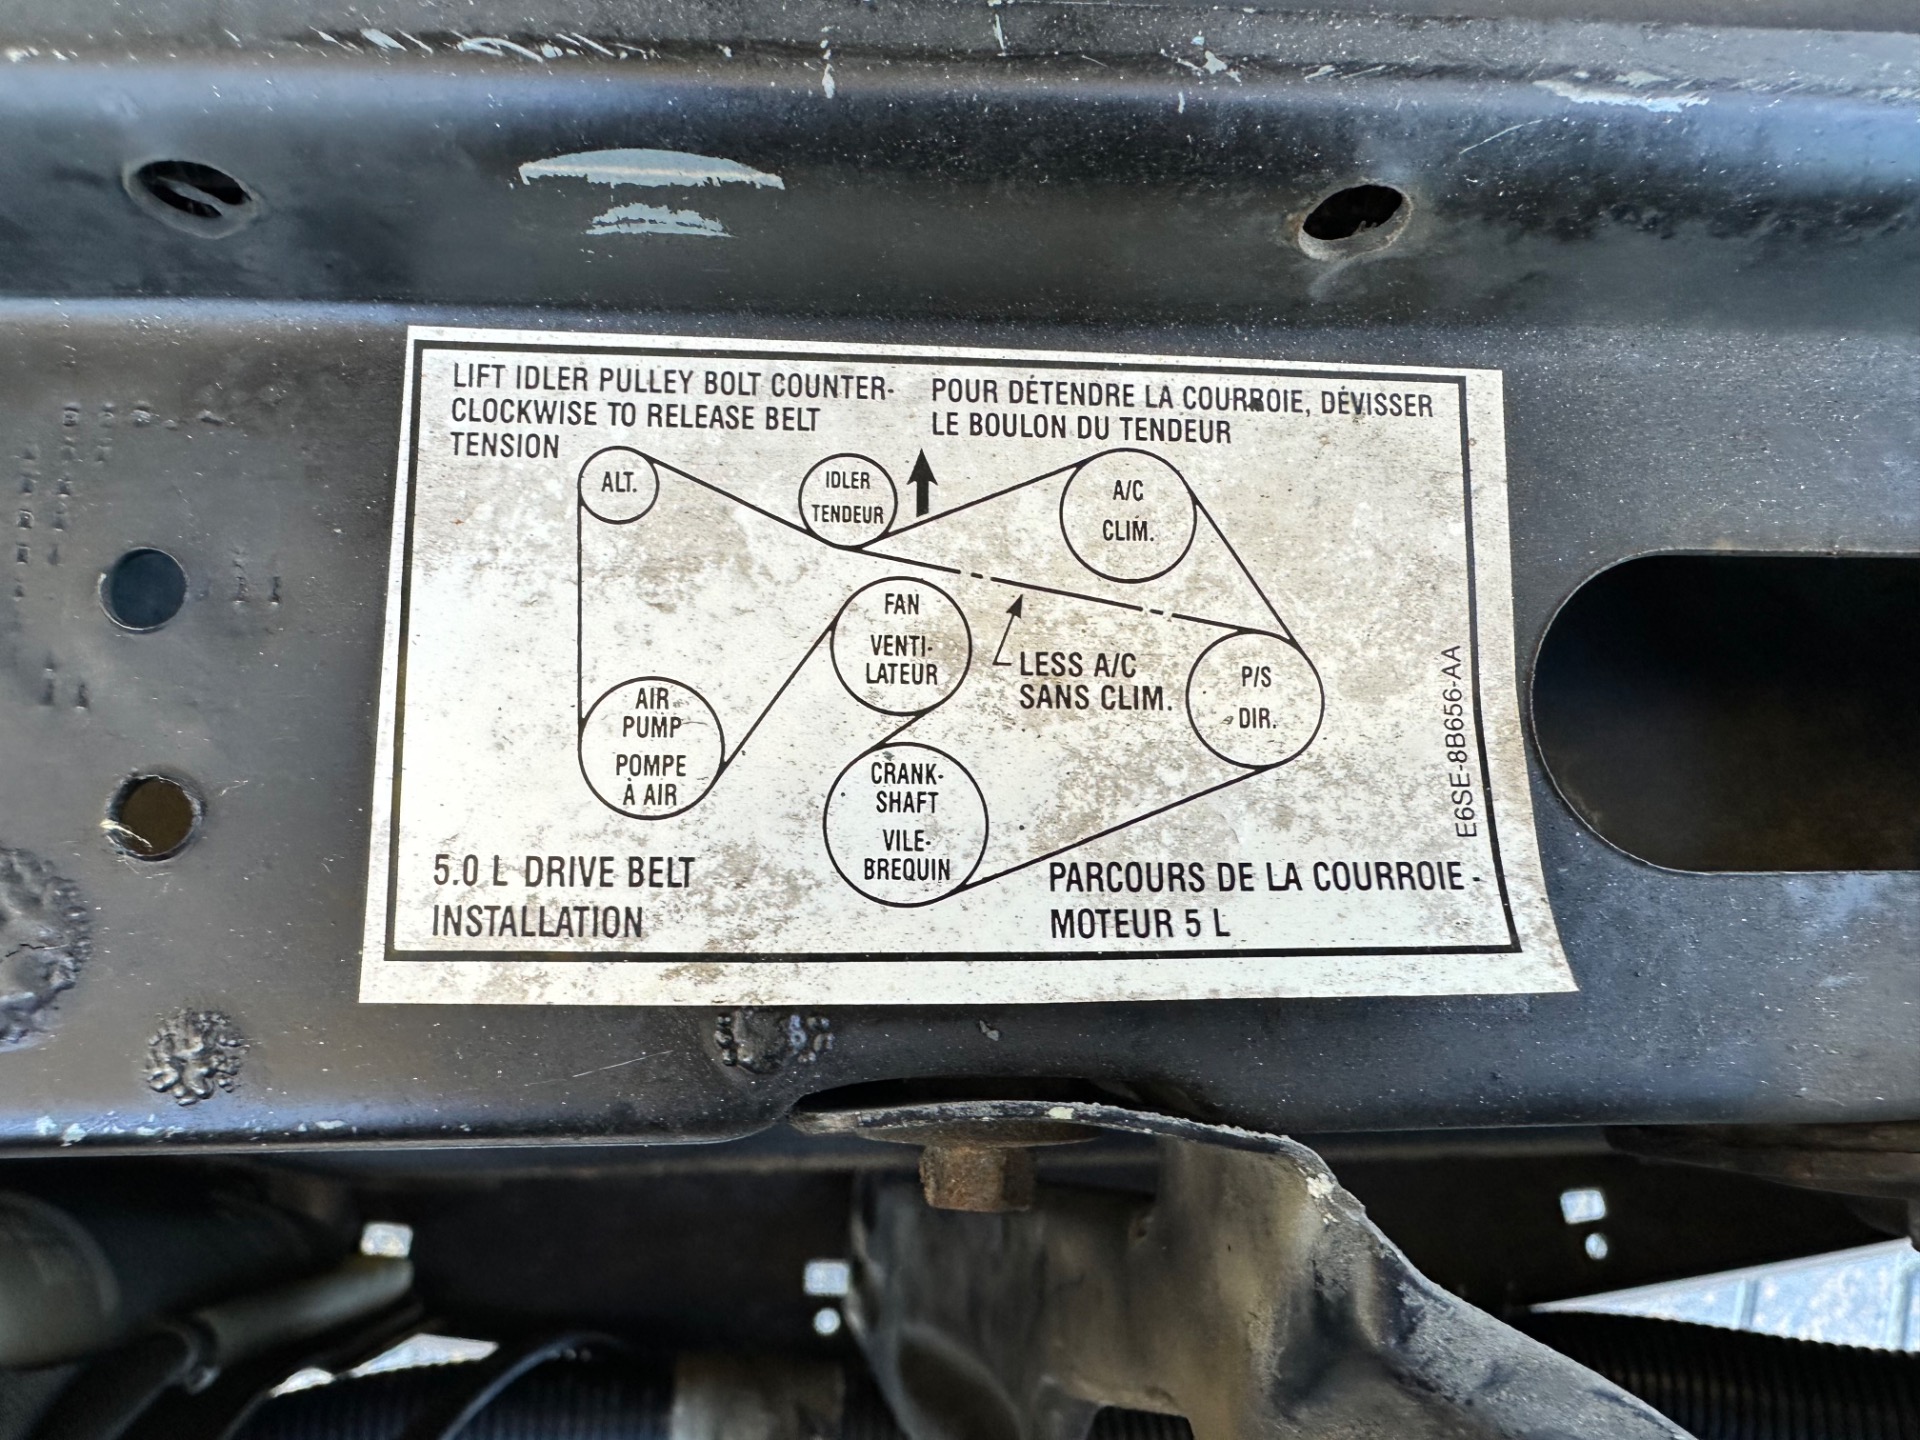 LIFT IDLER PULLEY BOLT COUNTER-
CLOCKWISE TO RELEASE BELT
TENSION
POUR DÉTENDRE LA COURROIE, DÉVISSER
LE BOULON DU TENDEUR
ALT.
IDLER
TENDEUR
A/C
CLIM.
FAN
VENTI-
LATEUR
LESS A/C
SANS CLIM.
P/S
DIR.
AIR
PUMP
POMPE
À AIR
CRANK-
SHAFT
VILE-
BREQUIN
E6SE-8B656-AA
5.0 L DRIVE BELT
INSTALLATION
PARCOURS DE LA COURROIE -
MOTEUR 5 L